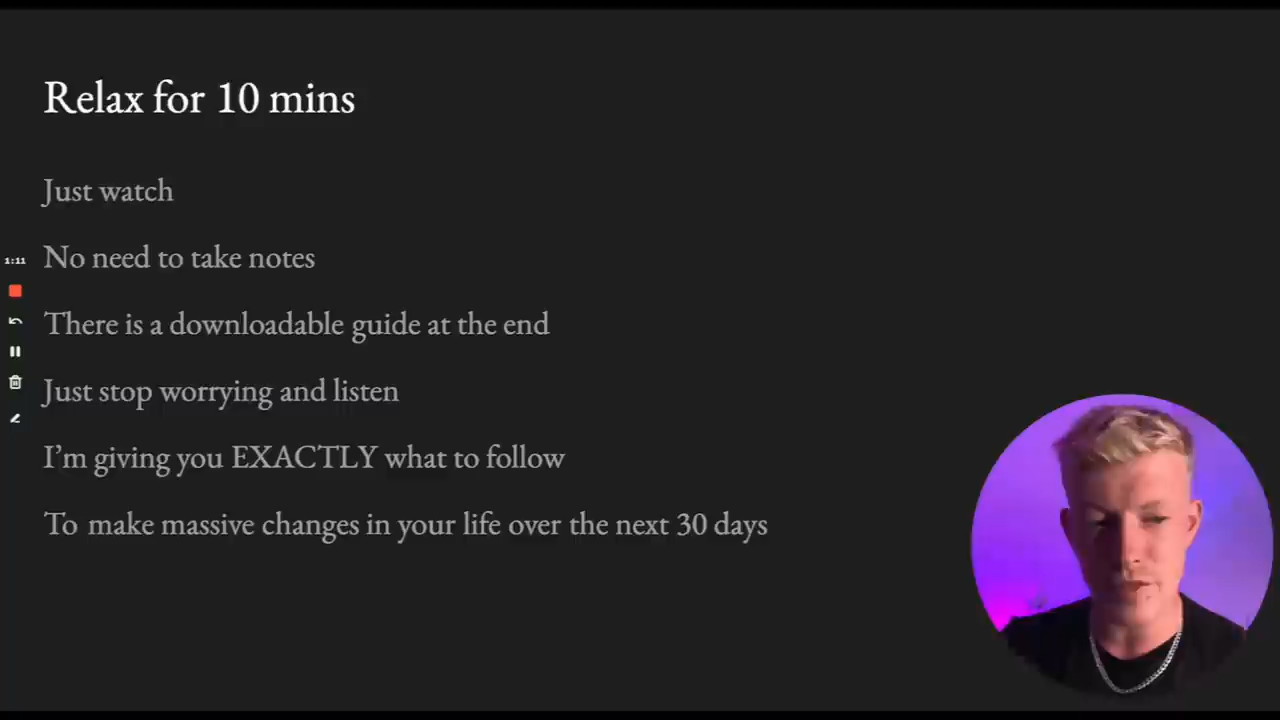 Relax for 10 mins
Just watch
1:11
No need to take notes
There is a downloadable guide at the end
Just stop worrying and listen
I’m giving you EXACTLY what to follow
To make massive changes in your life over the next 30 days